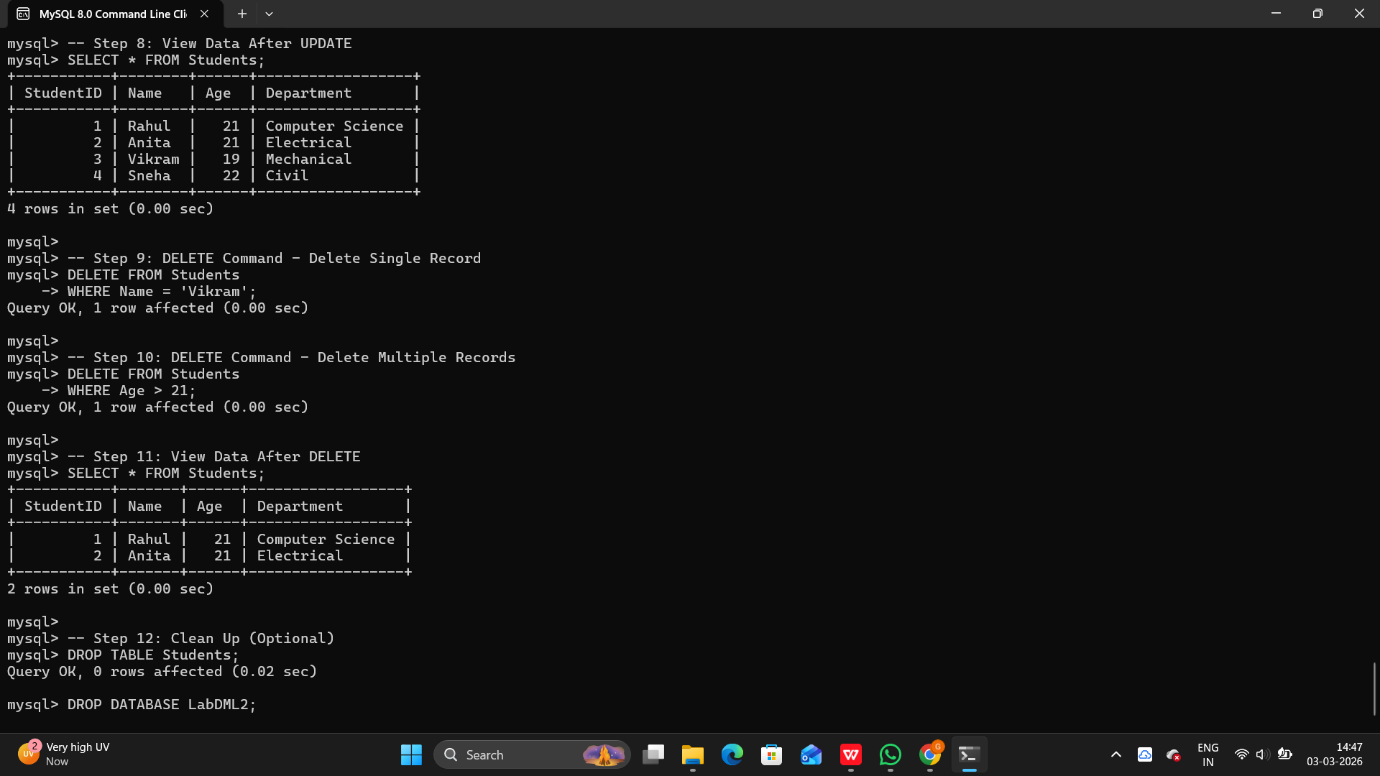 MySQL 8.0 Command Line Cli
mysql> -- Step 8: View Data After UPDATE
mysql> SELECT * FROM Students;
+-----------+--------+------+------------------+
| StudentID | Name   | Age  | Department       |
+-----------+--------+------+------------------+
|         1 | Rahul  |   21 | Computer Science |
|         2 | Anita  |   21 | Electrical       |
|         3 | Vikram |   19 | Mechanical       |
|         4 | Sneha  |   22 | Civil            |
+-----------+--------+------+------------------+
4 rows in set (0.00 sec)
mysql>
mysql> -- Step 9: DELETE Command - Delete Single Record
mysql> DELETE FROM Students
    -> WHERE Name = 'Vikram';
Query OK, 1 row affected (0.00 sec)
mysql>
mysql> -- Step 10: DELETE Command - Delete Multiple Records
mysql> DELETE FROM Students
    -> WHERE Age > 21;
Query OK, 1 row affected (0.00 sec)
mysql>
mysql> -- Step 11: View Data After DELETE
mysql> SELECT * FROM Students;
+-----------+-------+------+------------------+
| StudentID | Name  | Age  | Department       |
+-----------+-------+------+------------------+
|         1 | Rahul |   21 | Computer Science |
|         2 | Anita |   21 | Electrical       |
+-----------+-------+------+------------------+
2 rows in set (0.00 sec)
mysql>
mysql> -- Step 12: Clean Up (Optional)
mysql> DROP TABLE Students;
Query OK, 0 rows affected (0.02 sec)
mysql> DROP DATABASE LabDML2;
UV 2 Very high UV
Now
Search
G
ENG
IN
14:47
03-03-2026